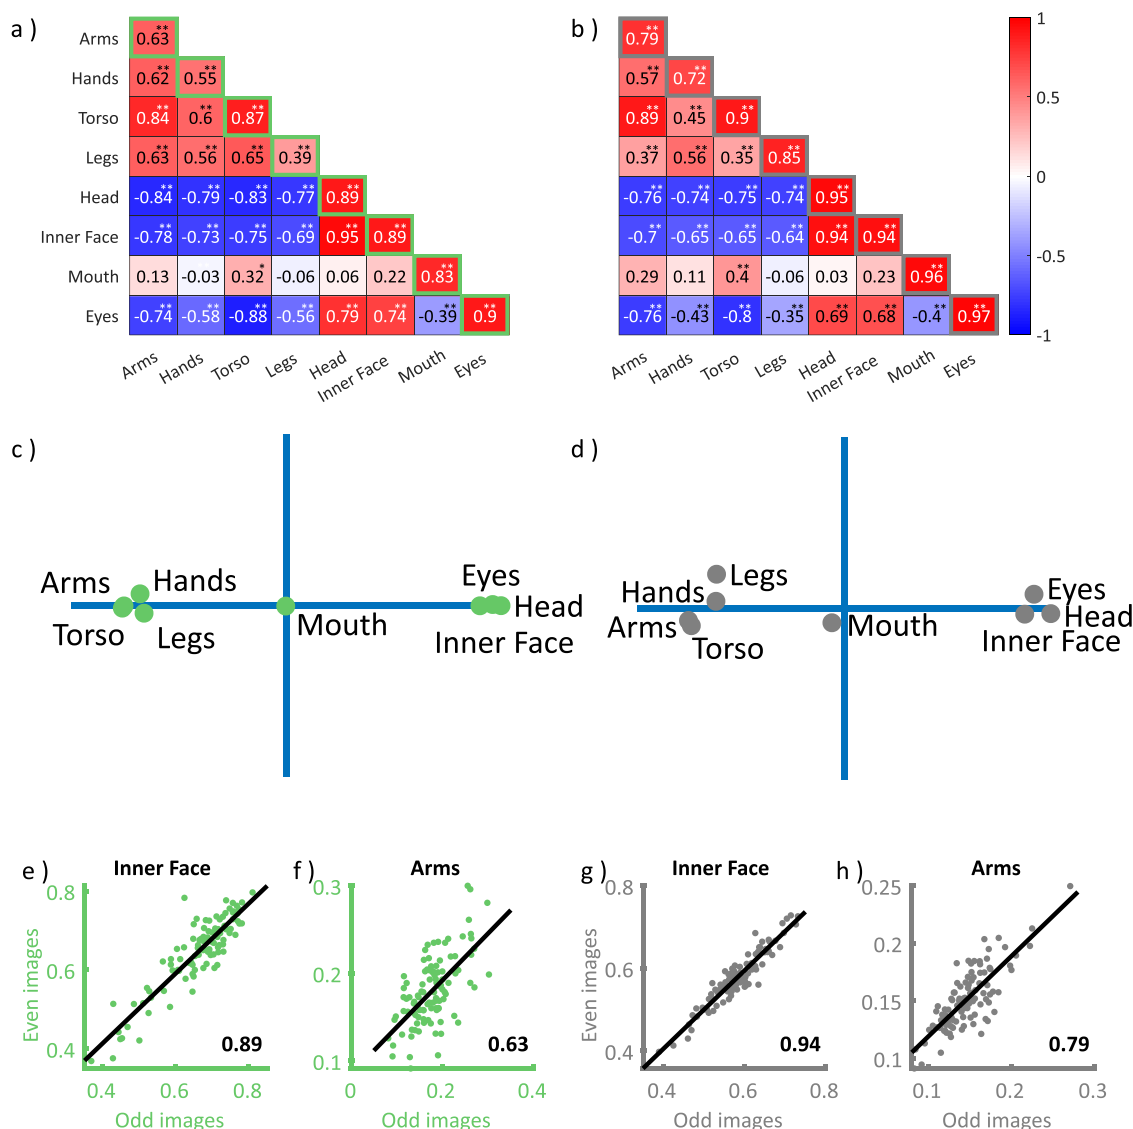 a )
Arms 0.63**
Hands 0.62** 0.55**
Torso 0.84** 0.6** 0.87**
Legs 0.63** 0.56** 0.65** 0.39**
Head -0.84** -0.79** -0.83** -0.77** 0.89**
Inner Face -0.78** -0.73** -0.75** -0.69** 0.95** 0.89**
Mouth 0.13 -0.03 0.32* -0.06 0.06 0.22 0.83**
Eyes -0.74** -0.58** -0.88** -0.56** 0.79** 0.74** -0.39** 0.9**
Arms Hands Torso Legs Head Inner Face Mouth Eyes
b )
0.79**
0.57** 0.72**
0.89** 0.45** 0.9**
0.37** 0.56** 0.35** 0.85**
-0.76** -0.74** -0.75** -0.74** 0.95**
-0.7** -0.65** -0.65** -0.64** 0.94** 0.94**
0.29 0.11 0.4** -0.06 0.03 0.23 0.96**
-0.76** -0.43** -0.8** -0.35** 0.69** 0.68** -0.4** 0.97**
Arms Hands Torso Legs Head Inner Face Mouth Eyes
1
0.5
0
-0.5
-1
c )
Arms
Hands
Torso
Legs
Mouth
Eyes
Head
Inner Face
d )
Legs
Hands
Arms
Torso
Mouth
Eyes
Head
Inner Face
e )
Inner Face
Even images
0.8
0.6
0.4
0.89
0.4 0.6 0.8
Odd images
f )
Arms
0.3
0.2
0.1
0.63
0 0.2 0.4
Odd images
g )
Inner Face
Even images
0.8
0.6
0.4
0.94
0.4 0.6 0.8
Odd images
h )
Arms
0.25
0.2
0.15
0.1
0.79
0.1 0.2 0.3
Odd images